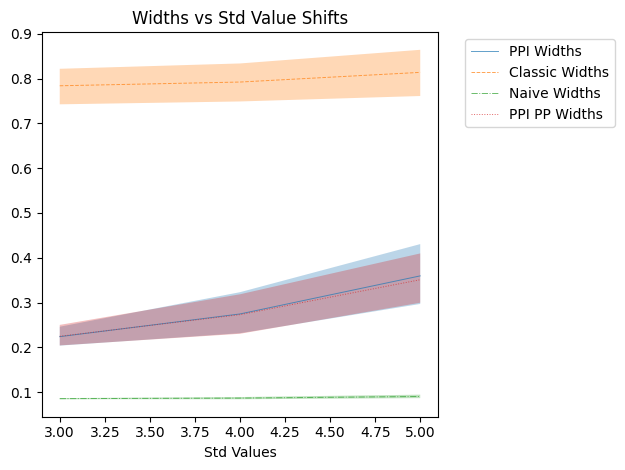 Widths vs Std Value Shifts
PPI Widths
Classic Widths
Naive Widths
PPI PP Widths
0.9
0.8
0.7
0.6
0.5
0.4
0.3
0.2
0.1
3.00 3.25 3.50 3.75 4.00 4.25 4.50 4.75 5.00
Std Values